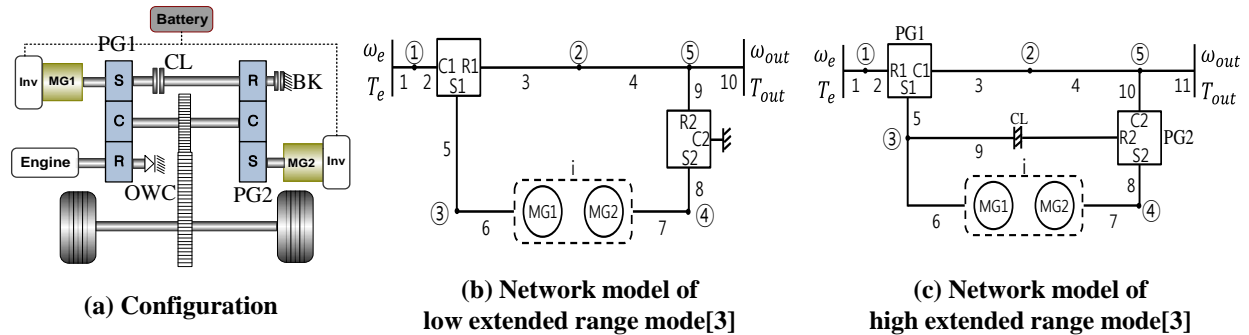 Battery
PG1
CL
Inv
MG1
S
R
BK
C
C
Engine
R
S
MG2
Inv
OWC
PG2
(a) Configuration
ωe
Te
①
1
2
C1 R1
S1
3
②
4
⑤
9
10
ωout
Tout
R2
C2
S2
5
8
i
③
6
MG1
MG2
7
④
(b) Network model of
low extended range mode[3]
PG1
ωe
Te
①
1
2
R1 C1
S1
3
②
4
⑤
10
11
ωout
Tout
5
③
CL
9
C2
R2
S2
PG2
8
i
6
MG1
MG2
7
④
(c) Network model of
high extended range mode[3]